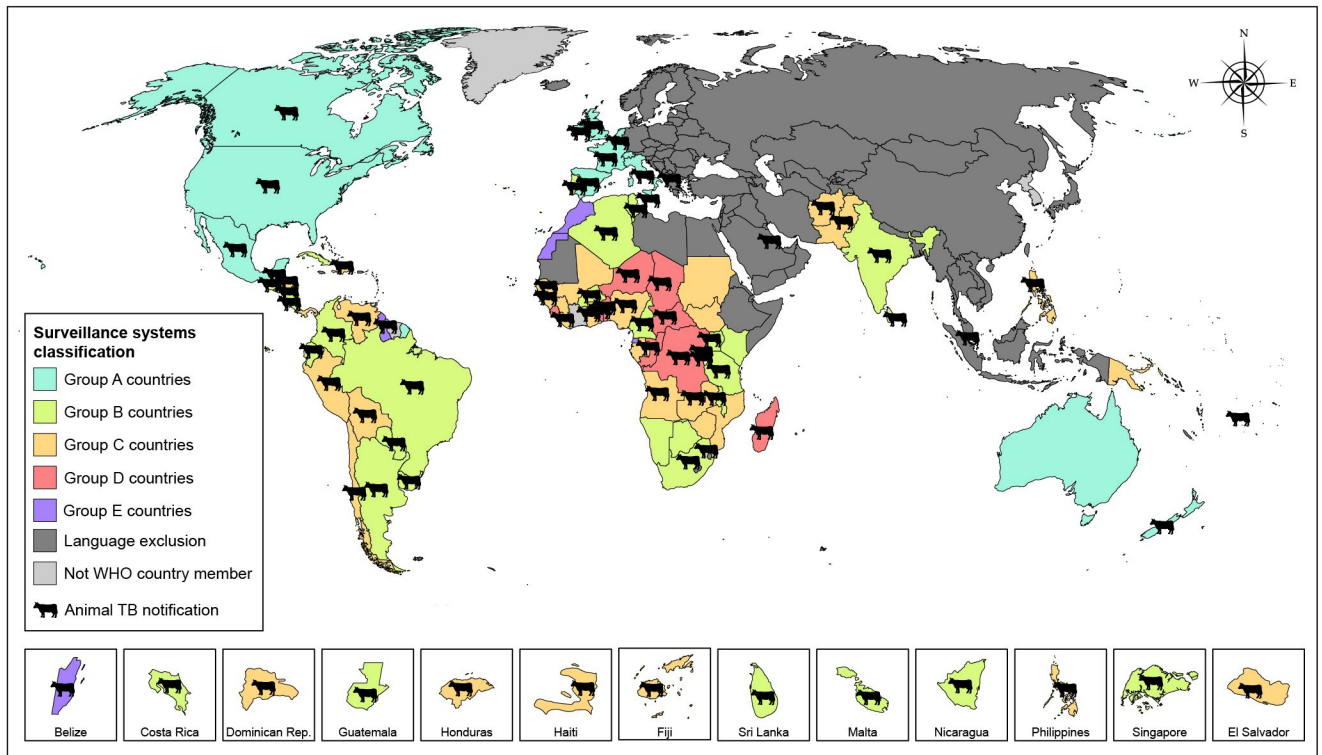 N
W
E
S
Surveillance systems
classification
Group A countries
Group B countries
Group C countries
Group D countries
Group E countries
Language exclusion
Not WHO country member
Animal TB notification
Belize
Costa Rica
Dominican Rep.
Guatemala
Honduras
Haiti
Fiji
Sri Lanka
Malta
Nicaragua
Philippines
Singapore
El Salvador